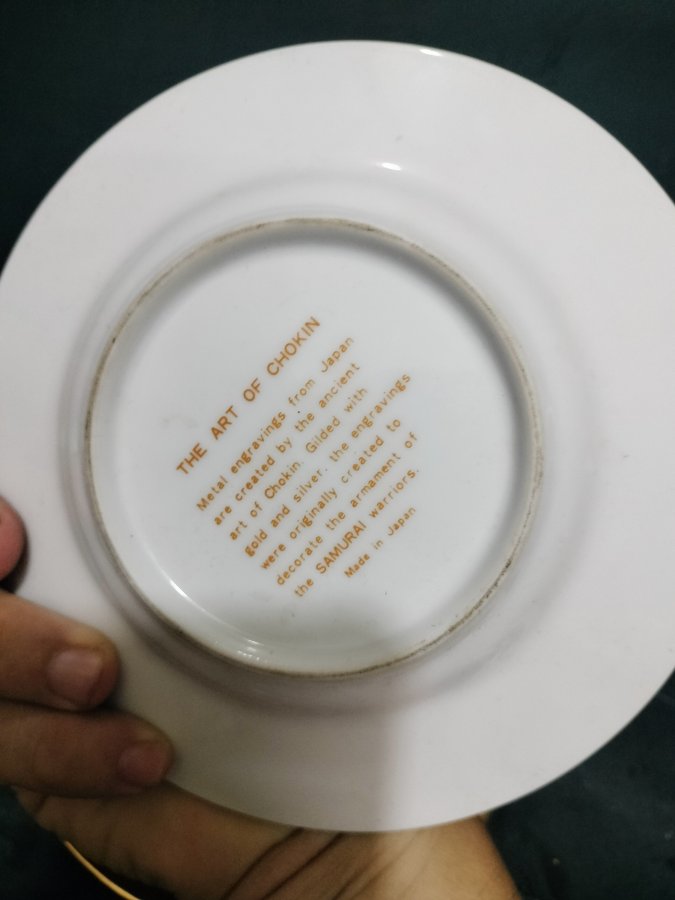 THE ART OF CHOKIN
Metal engravings from Japan
are created by the ancient
art of Chokin. Gilded with
gold and silver. the engravings
were originally created to
decorate the armament of
the SAMURAI warriors.
Made in Japan